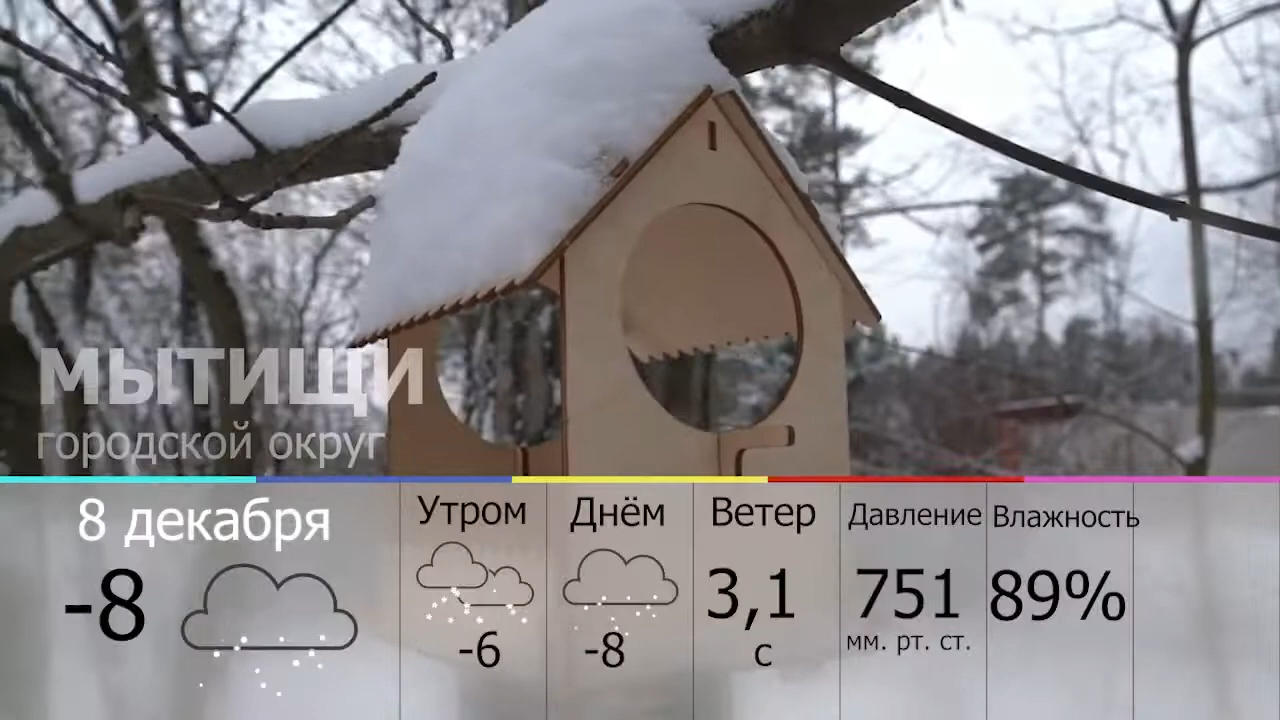 МЫТИЩИ
городской округ
8 декабря
-8
Утром
-6
Днём
-8
Ветер
3,1
с
Давление
751
мм. рт. ст.
Влажность
89%